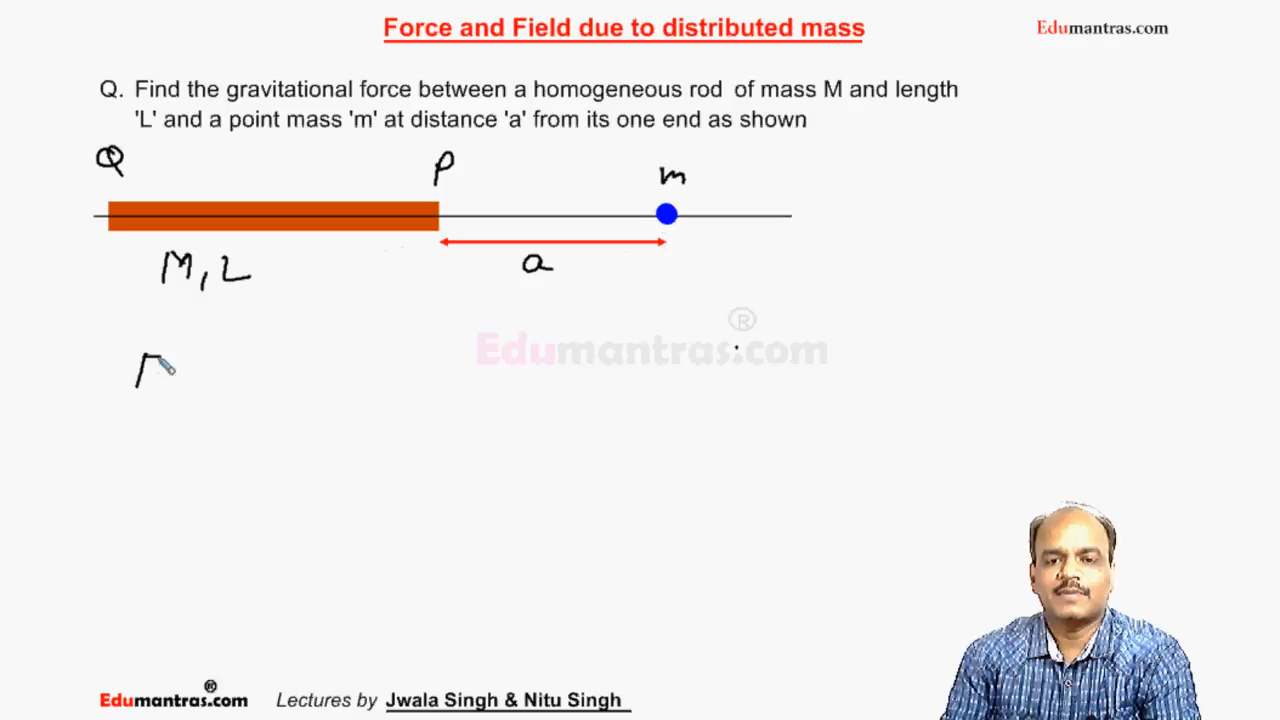 Force and Field due to distributed mass
Edumantras.com
Q. Find the gravitational force between a homogeneous rod of mass M and length
'L' and a point mass 'm' at distance 'a' from its one end as shown
Q P m
M, L a
Edumantras.com®
Edumantras.com® Lectures by Jwala Singh & Nitu Singh